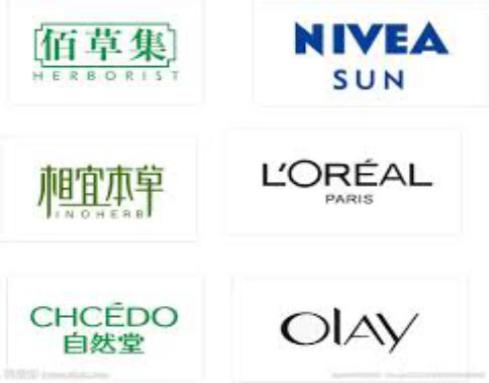 佰草集
HERBORIST
NIVEA
SUN
相宜本草
INOHERB
L'ORÉAL
PARIS
CHCÉDO
自然堂
OLAY